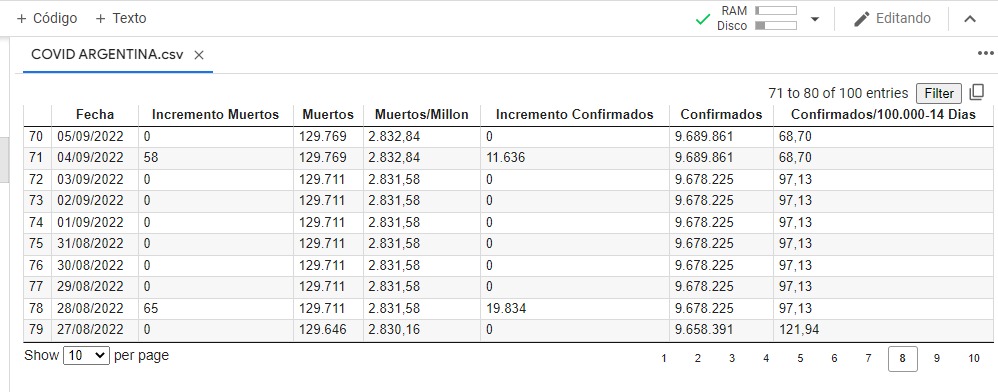 + Código + Texto RAM Disco Editando
COVID ARGENTINA.csv ×
71 to 80 of 100 entries Filter
Fecha Incremento Muertos Muertos Muertos/Millon Incremento Confirmados Confirmados Confirmados/100.000-14 Dias
70 05/09/2022 0 129.769 2.832,84 0 9.689.861 68,70
71 04/09/2022 58 129.769 2.832,84 11.636 9.689.861 68,70
72 03/09/2022 0 129.711 2.831,58 0 9.678.225 97,13
73 02/09/2022 0 129.711 2.831,58 0 9.678.225 97,13
74 01/09/2022 0 129.711 2.831,58 0 9.678.225 97,13
75 31/08/2022 0 129.711 2.831,58 0 9.678.225 97,13
76 30/08/2022 0 129.711 2.831,58 0 9.678.225 97,13
77 29/08/2022 0 129.711 2.831,58 0 9.678.225 97,13
78 28/08/2022 65 129.711 2.831,58 19.834 9.678.225 97,13
79 27/08/2022 0 129.646 2.830,16 0 9.658.391 121,94
Show 10 per page 1 2 3 4 5 6 7 8 9 10